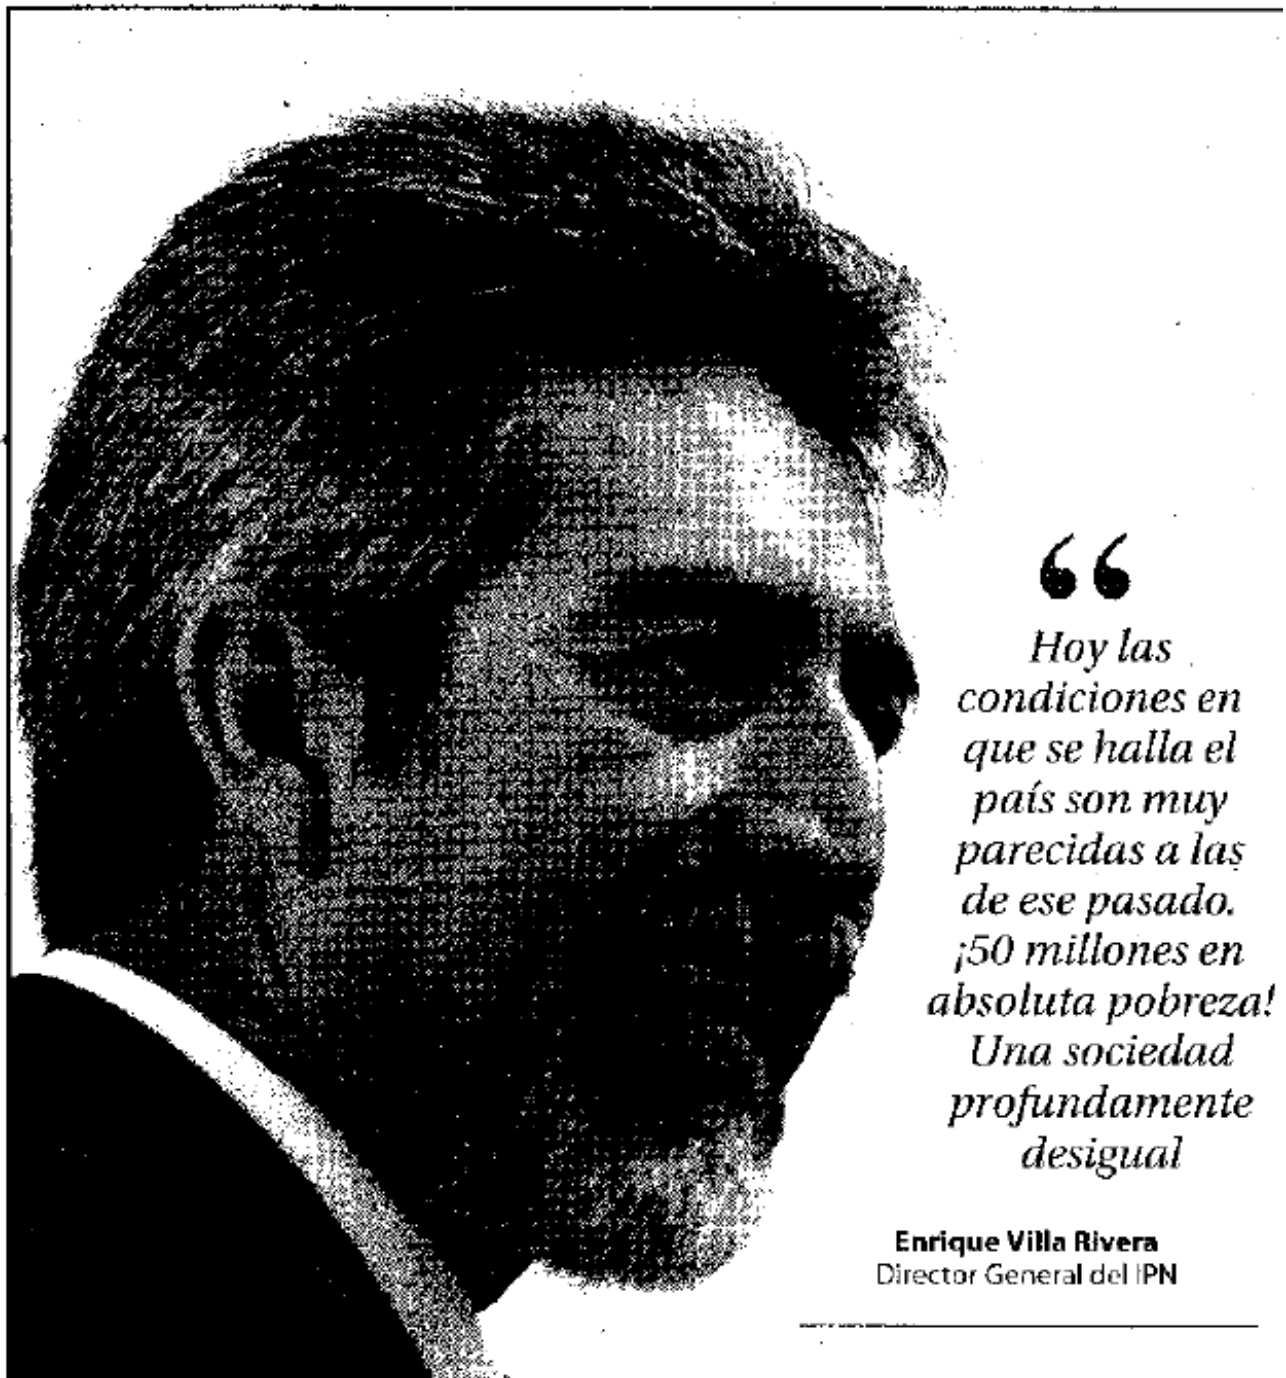 “
Hoy las
condiciones en
que se halla el
país son muy
parecidas a las
de ese pasado.
¡50 millones en
absoluta pobreza!
Una sociedad
profundamente
desigual
Enrique Villa Rivera
Director General del IPN